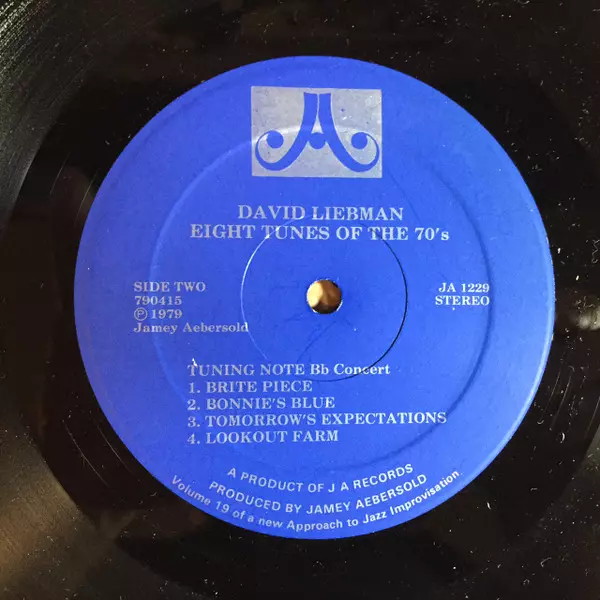 DAVID LIEBMAN
EIGHT TUNES OF THE 70's
SIDE TWO
790415
Ⓟ 1979
Jamey Aebersold
JA 1229
STEREO
TUNING NOTE Bb Concert
1. BRITE PIECE
2. BONNIE'S BLUE
3. TOMORROW'S EXPECTATIONS
4. LOOKOUT FARM
A PRODUCT OF J A RECORDS
PRODUCED BY JAMEY AEBERSOLD
Volume 19 of a new Approach to Jazz Improvisation